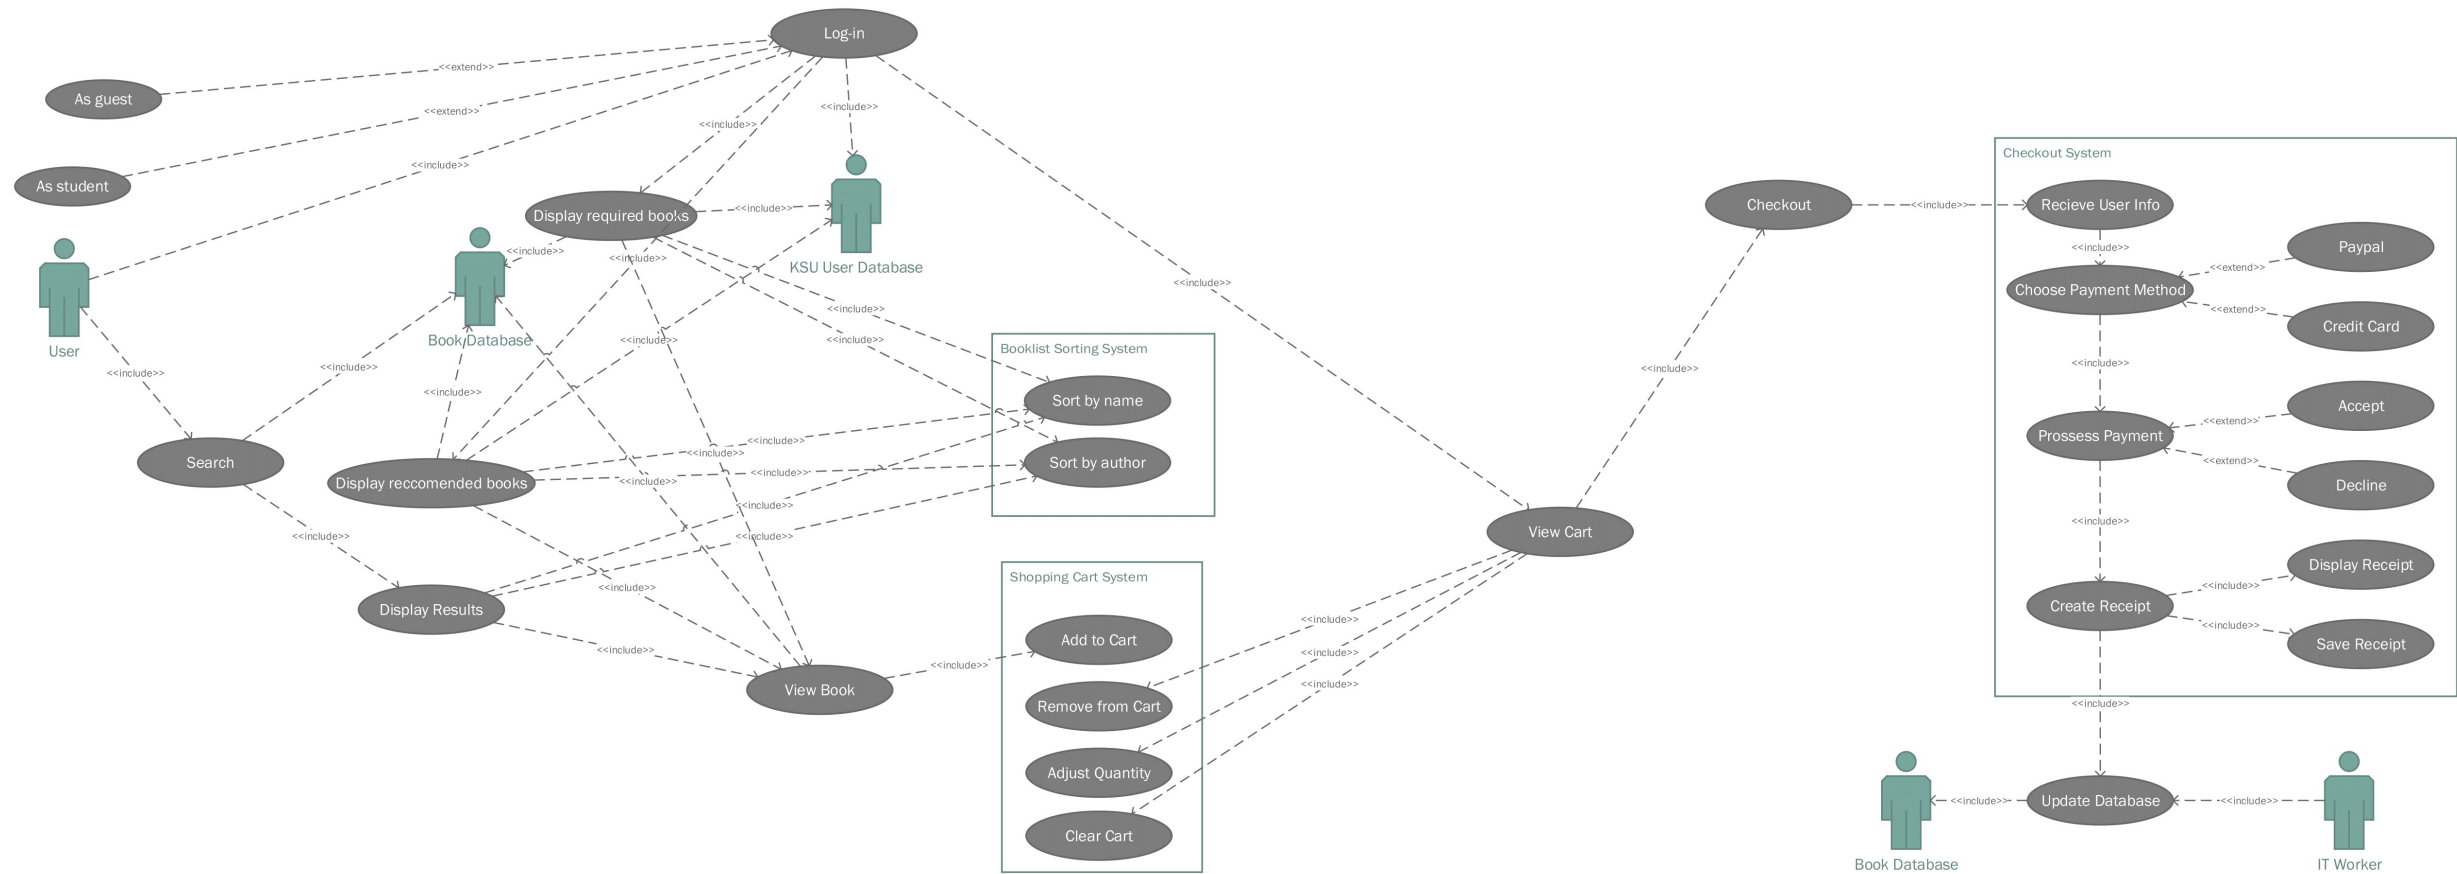 Log-in
<<extend>>
As guest
<<extend>>
<<include>>
<<include>>
<<include>>
Checkout System
As student
Display required books
<<include>>
Checkout
<<include>>
Recieve User Info
<<include>>
<<include>>
KSU User Database
<<include>>
Paypal
<<include>>
<<extend>>
<<include>>
Choose Payment Method
<<include>>
<<extend>>
Credit Card
Book Database
<<include>>
<<include>>
User
Booklist Sorting System
<<include>>
<<include>>
<<include>>
<<include>>
<<include>>
Sort by name
Accept
<<extend>>
<<include>>
Prossess Payment
<<include>>
Search
Sort by author
<<extend>>
Display reccomended books
<<include>>
<<include>>
Decline
<<include>>
<<include>>
<<include>>
<<include>>
View Cart
Display Receipt
Shopping Cart System
<<include>>
<<include>>
Display Results
Create Receipt
<<include>>
<<include>>
Add to Cart
Save Receipt
<<include>>
<<include>>
<<include>>
View Book
<<include>>
Remove from Cart
<<include>>
Adjust Quantity
<<include>>
Update Database
<<include>>
Clear Cart
Book Database
IT Worker